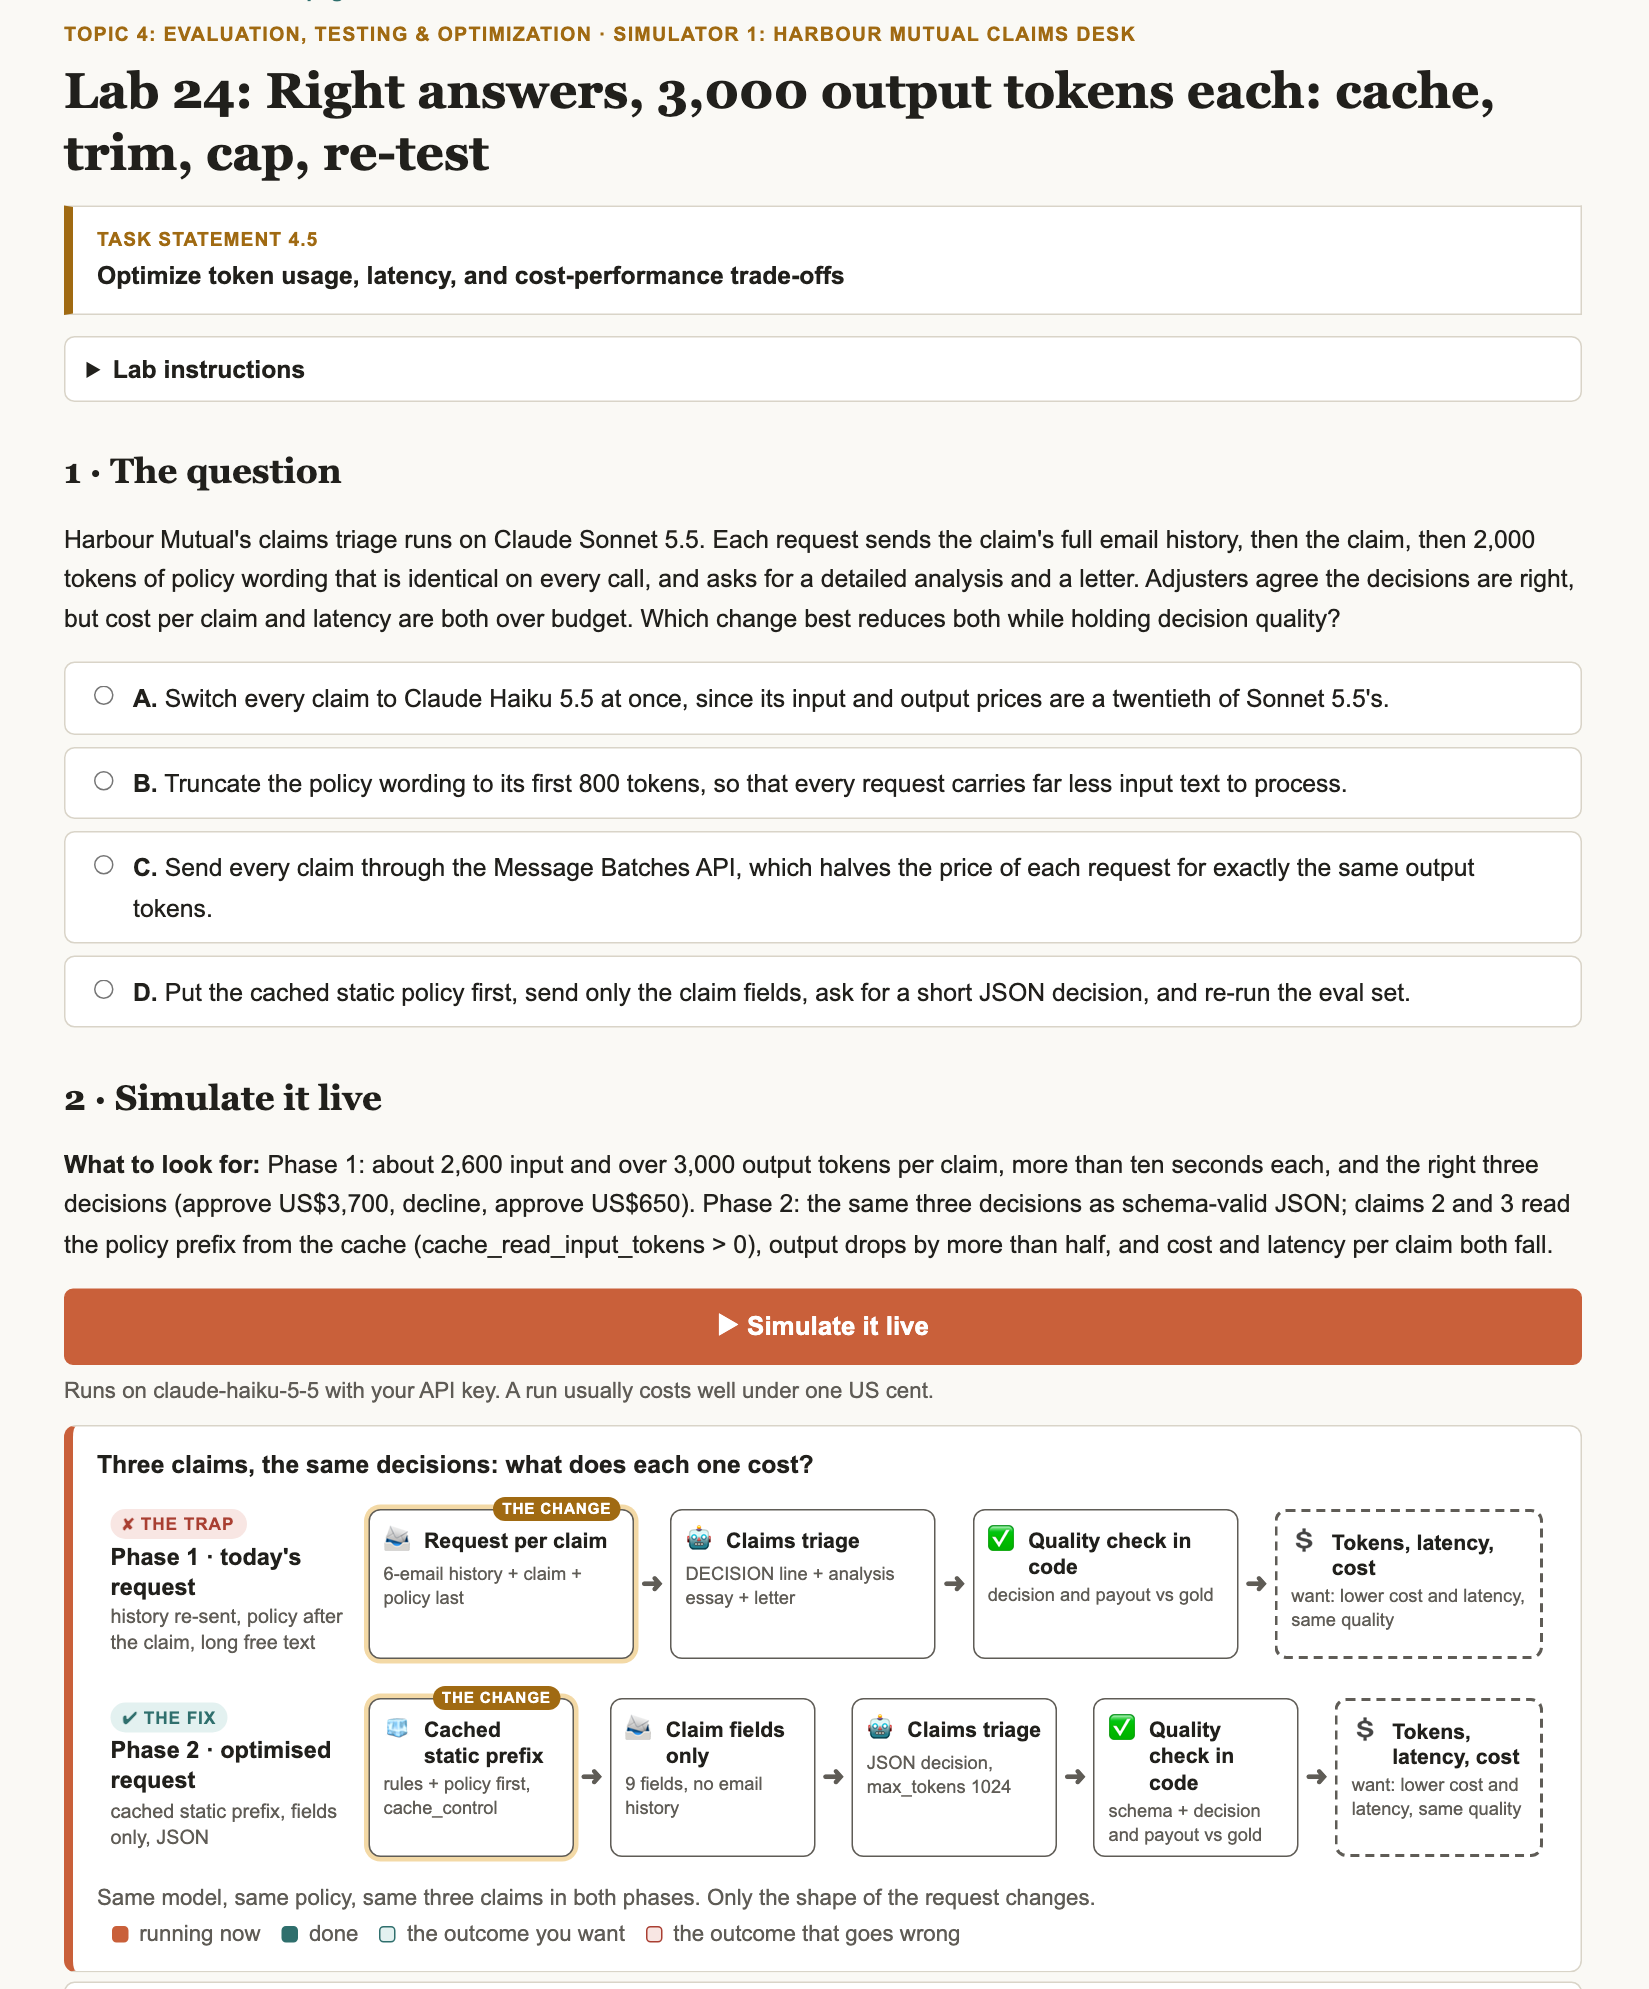 TOPIC 4: EVALUATION, TESTING & OPTIMIZATION · SIMULATOR 1: HARBOUR MUTUAL CLAIMS DESK
Lab 24: Right answers, 3,000 output tokens each: cache,
trim, cap, re-test
TASK STATEMENT 4.5
Optimize token usage, latency, and cost-performance trade-offs
▶ Lab instructions
1 · The question
Harbour Mutual's claims triage runs on Claude Sonnet 5.5. Each request sends the claim's full email history, then the claim, then 2,000
tokens of policy wording that is identical on every call, and asks for a detailed analysis and a letter. Adjusters agree the decisions are right,
but cost per claim and latency are both over budget. Which change best reduces both while holding decision quality?
A. Switch every claim to Claude Haiku 5.5 at once, since its input and output prices are a twentieth of Sonnet 5.5's.
B. Truncate the policy wording to its first 800 tokens, so that every request carries far less input text to process.
C. Send every claim through the Message Batches API, which halves the price of each request for exactly the same output
tokens.
D. Put the cached static policy first, send only the claim fields, ask for a short JSON decision, and re-run the eval set.
2 · Simulate it live
What to look for: Phase 1: about 2,600 input and over 3,000 output tokens per claim, more than ten seconds each, and the right three
decisions (approve US$3,700, decline, approve US$650). Phase 2: the same three decisions as schema-valid JSON; claims 2 and 3 read
the policy prefix from the cache (cache_read_input_tokens > 0), output drops by more than half, and cost and latency per claim both fall.
▶ Simulate it live
Runs on claude-haiku-5-5 with your API key. A run usually costs well under one US cent.
Three claims, the same decisions: what does each one cost?
✘ THE TRAP
Phase 1 · today's
request
history re-sent, policy after
the claim, long free text
THE CHANGE
Request per claim
6-email history + claim +
policy last
➜
Claims triage
DECISION line + analysis
essay + letter
➜
Quality check in
code
decision and payout vs gold
➜
$ Tokens, latency,
cost
want: lower cost and latency,
same quality
✔ THE FIX
Phase 2 · optimised
request
cached static prefix, fields
only, JSON
THE CHANGE
Cached
static prefix
rules + policy first,
cache_control
➜
Claim fields
only
9 fields, no email
history
➜
Claims triage
JSON decision,
max_tokens 1024
➜
Quality
check in
code
schema + decision
and payout vs gold
➜
$ Tokens,
latency, cost
want: lower cost and
latency, same quality
Same model, same policy, same three claims in both phases. Only the shape of the request changes.
running now done the outcome you want the outcome that goes wrong